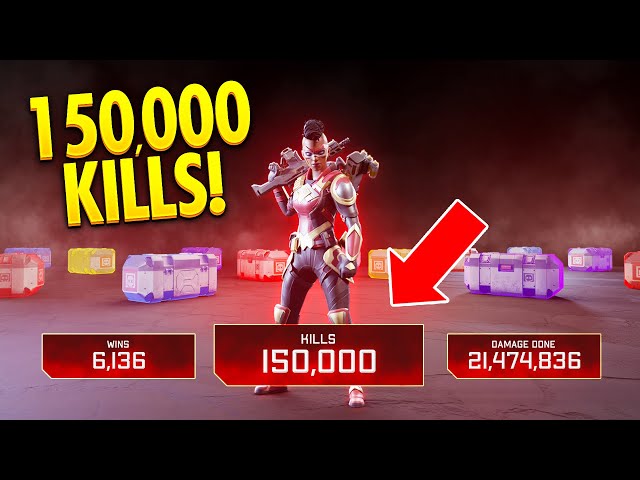 150,000
KILLS!
WINS
6,136
KILLS
150,000
DAMAGE DONE
21,474,836